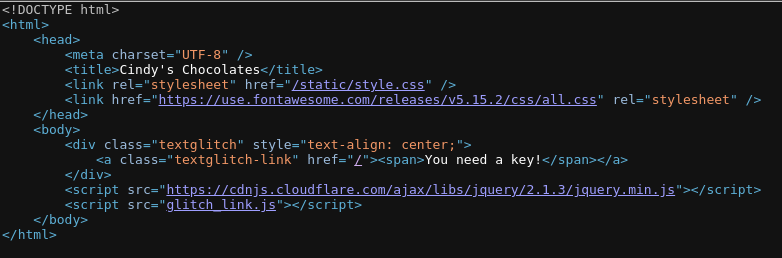 <!DOCTYPE html>
<html>
    <head>
        <meta charset="UTF-8" />
        <title>Cindy's Chocolates</title>
        <link rel="stylesheet" href="/static/style.css" />
        <link href="https://use.fontawesome.com/releases/v5.15.2/css/all.css" rel="stylesheet" />
    </head>
    <body>
        <div class="textglitch" style="text-align: center;">
            <a class="textglitch-link" href="/"><span>You need a key!</span></a>
        </div>
        <script src="https://cdnjs.cloudflare.com/ajax/libs/jquery/2.1.3/jquery.min.js"></script>
        <script src="glitch_link.js"></script>
    </body>
</html>